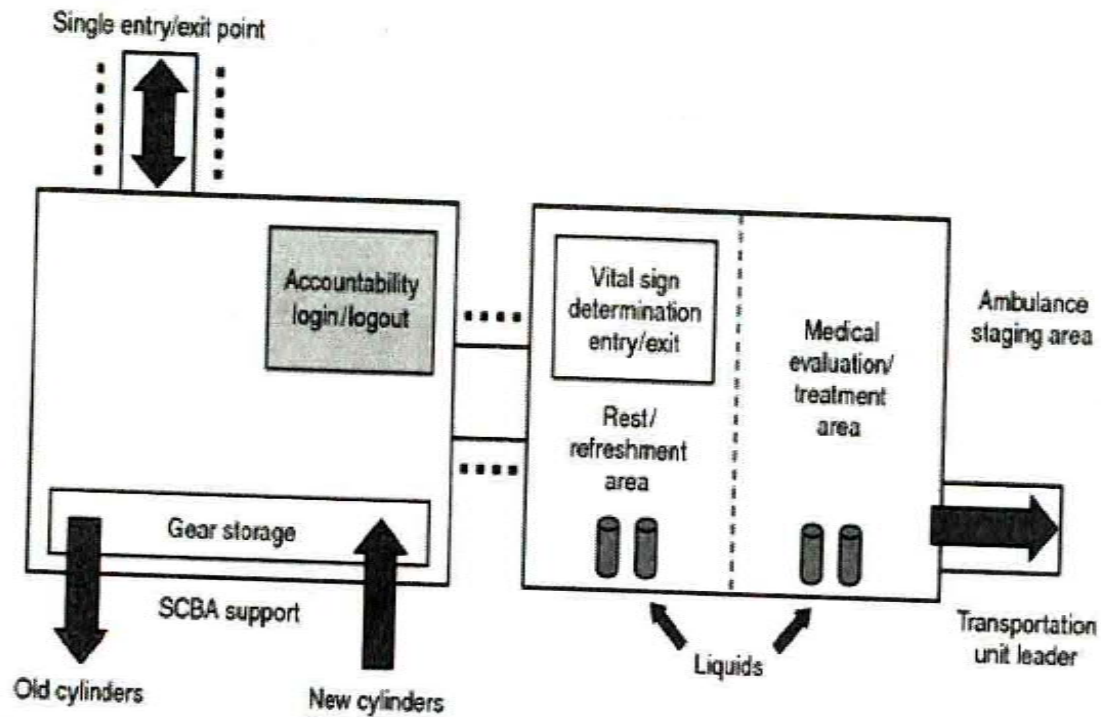 Single entry/exit point
Accountability
login/logout
Vital sign
determination
entry/exit
Rest/
refreshment
area
Medical
evaluation/
treatment
area
Ambulance
staging area
Gear storage
SCBA support
Old cylinders
New cylinders
Liquids
Transportation
unit leader